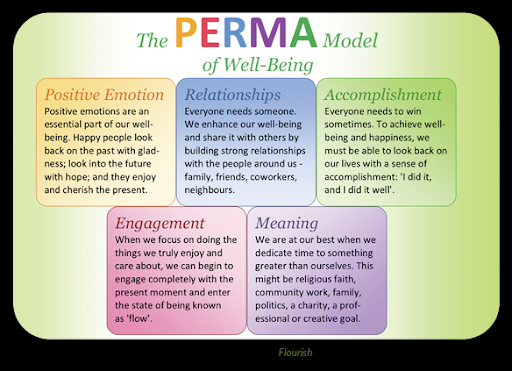 The PERMA Model
of Well-Being
Positive Emotion
Positive emotions are an
essential part of our well-
being. Happy people look
back on the past with glad-
ness; look into the future
with hope; and they enjoy
and cherish the present.
Relationships
Everyone needs someone.
We enhance our well-being
and share it with others by
building strong relationships
with the people around us -
family, friends, coworkers,
neighbours.
Accomplishment
Everyone needs to win
sometimes. To achieve well-
being and happiness, we
must be able to look back on
our lives with a sense of
accomplishment: 'I did it,
and I did it well'.
Engagement
When we focus on doing the
things we truly enjoy and
care about, we can begin to
engage completely with the
present moment and enter
the state of being known
as 'flow'.
Meaning
We are at our best when we
dedicate time to something
greater than ourselves. This
might be religious faith,
community work, family,
politics, a charity, a prof-
essional or creative goal.
Flourish